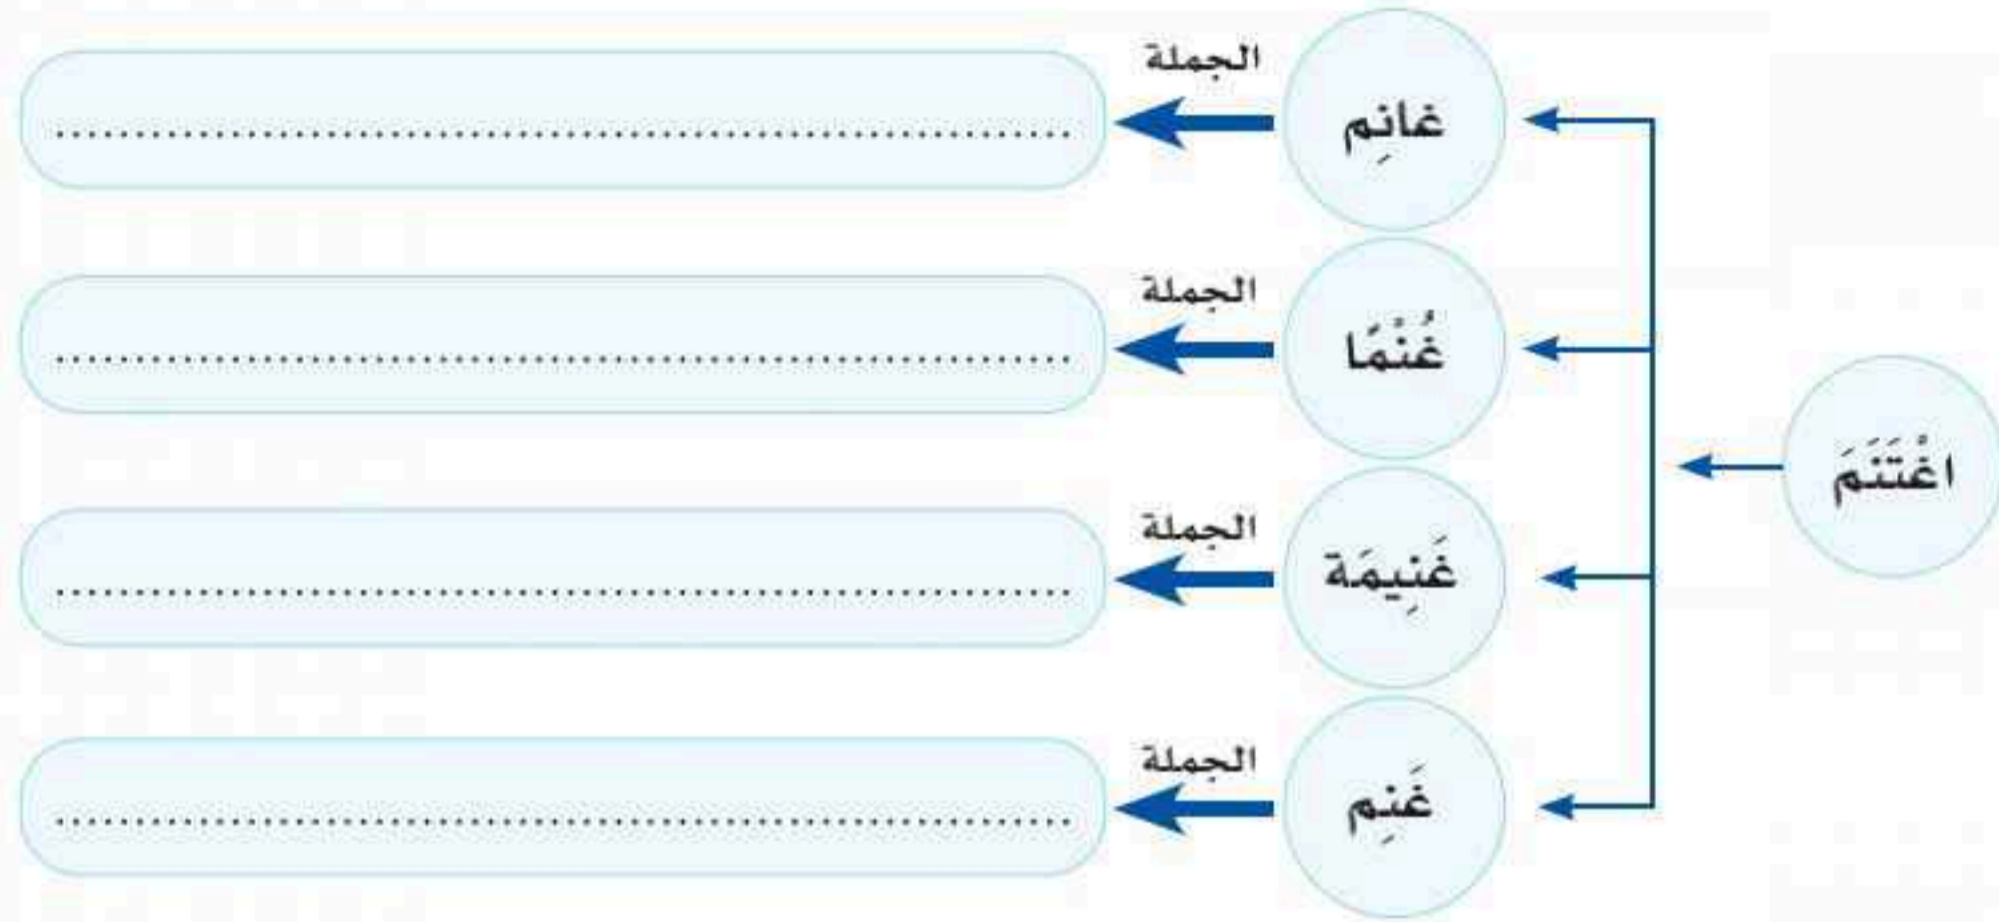 اغْتَنَمَ
غانِم
الجملة
غُنْمًا
الجملة
غَنِيمَة
الجملة
غَنِم
الجملة